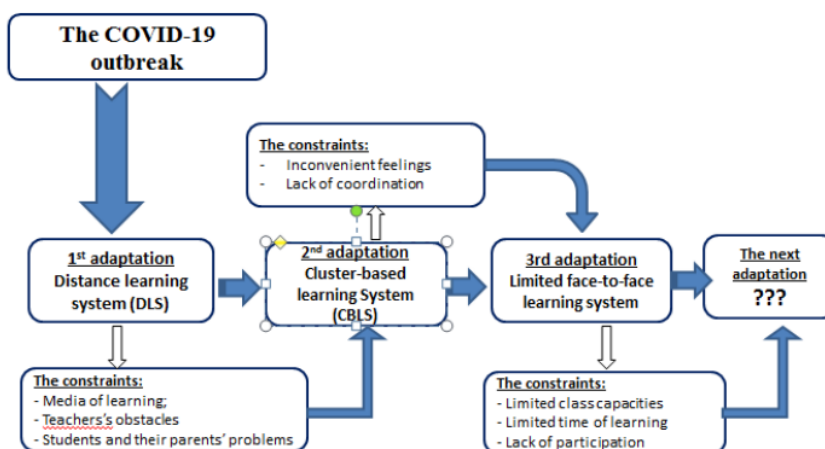 The COVID-19
outbreak
The constraints:
- Inconvenient feelings
- Lack of coordination
1st adaptation
Distance learning
system (DLS)
2nd adaptation
Cluster-based
learning System
(CBLS)
3rd adaptation
Limited face-to-face
learning system
The next
adaptation
???
The constraints:
- Media of learning;
- Teachers's obstacles
- Students and their parents' problems
The constraints:
- Limited class capacities
- Limited time of learning
- Lack of participation